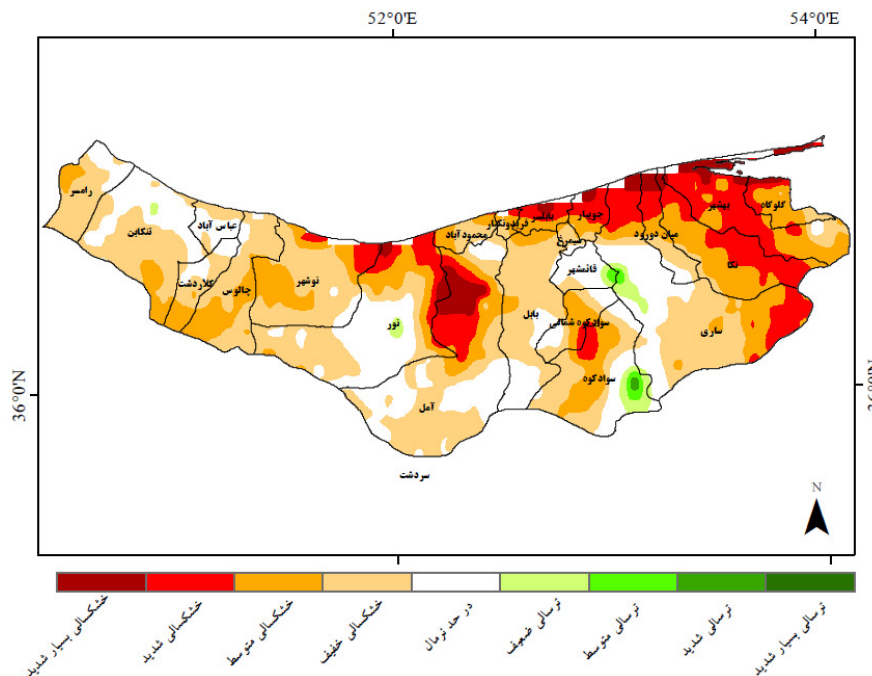 52°0'E
54°0'E
رامسر
تنکابن
عباس آباد
کلاردشت
چالوس
نوشهر
نور
آمل
محمود آباد
فریدونکنار
بابلسر
بابل
جویبار
سیمرغ
قائمشهر
سوادکوه شمالی
سوادکوه
میان دورود
ساری
نکا
بهشهر
گلوگاه
36°0'N
36°0'N
سردشت
N
خشکسالی بسیار شدید
خشکسالی شدید
خشکسالی متوسط
خشکسالی خفیف
در حد نرمال
ترسالی ضعیف
ترسالی متوسط
ترسالی شدید
ترسالی بسیار شدید